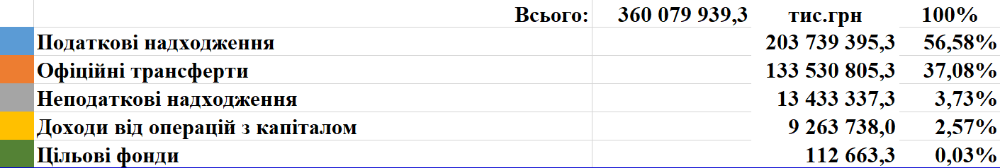 Всього: 360 079 939,3 тис.грн 100%
Податкові надходження 203 739 395,3 56,58%
Офіційні трансферти 133 530 805,3 37,08%
Неподаткові надходження 13 433 337,3 3,73%
Доходи від операцій з капіталом 9 263 738,0 2,57%
Цільові фонди 112 663,3 0,03%